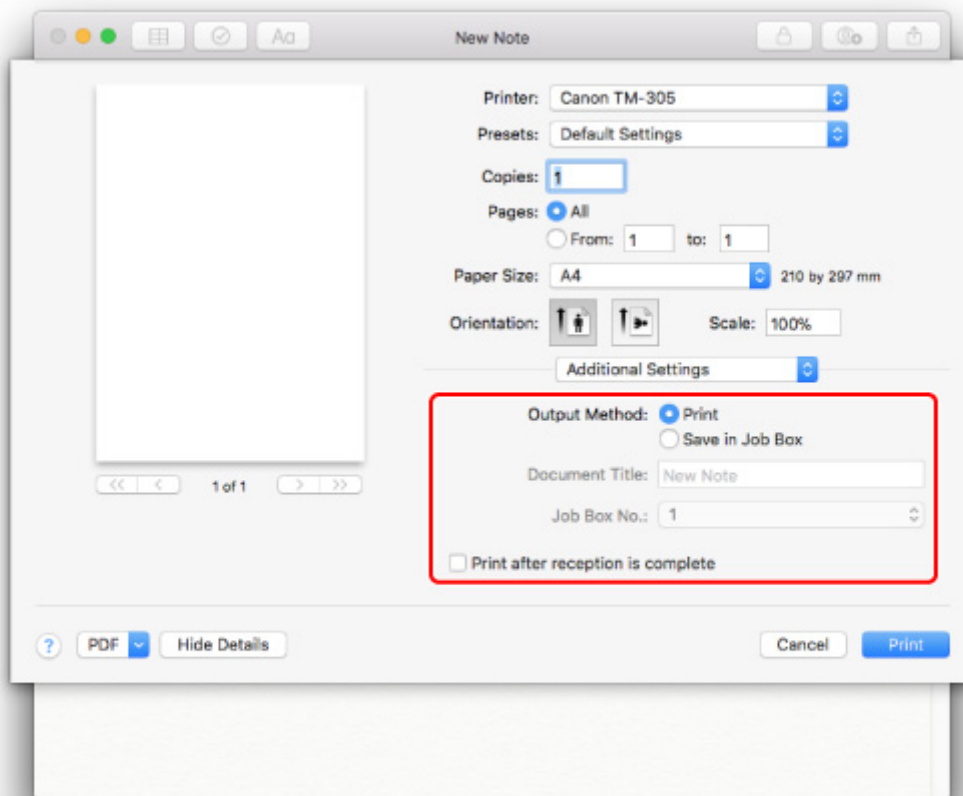 Aa
New Note
Printer: Canon TM-305
Presets: Default Settings
Copies: 1
Pages: All
From: 1 to: 1
Paper Size: A4 210 by 297 mm
Orientation: Scale: 100%
Additional Settings
Output Method: Print
Save in Job Box
Document Title: New Note
Job Box No.: 1
Print after reception is complete
<< < 1 of 1 > >>
? PDF Hide Details Cancel Print